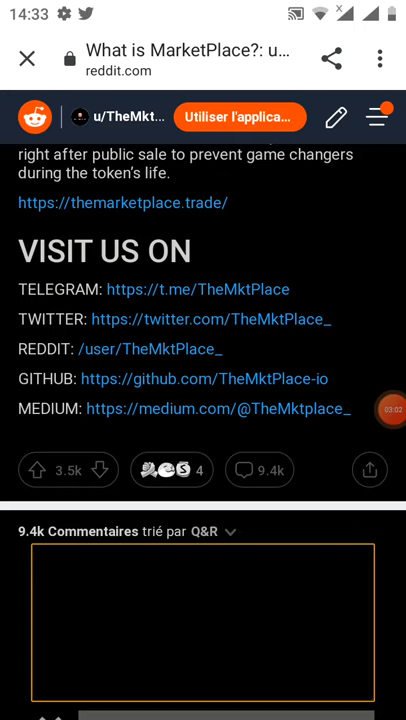 14:33
What is MarketPlace?: u...
reddit.com
u/TheMkt...
Utiliser l'applica...
right after public sale to prevent game changers
during the token's life.
https://themarketplace.trade/
VISIT US ON
TELEGRAM: https://t.me/TheMktPlace
TWITTER: https://twitter.com/TheMktPlace_
REDDIT: /user/TheMktPlace_
GITHUB: https://github.com/TheMktPlace-io
MEDIUM: https://medium.com/@TheMktplace_
03:02
3.5k
4
9.4k
9.4k Commentaires trié par Q&R